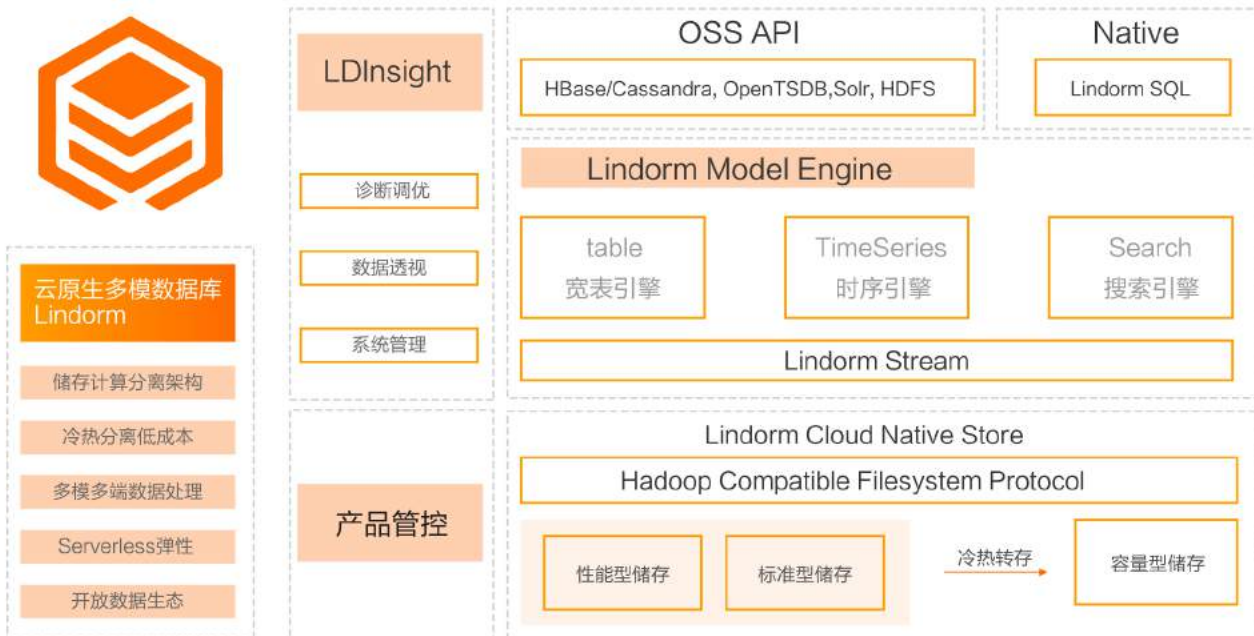 云原生多模数据库
Lindorm
储存计算分离架构
冷热分离低成本
多模多端数据处理
Serverless弹性
开放数据生态
LDInsight
诊断调优
数据透视
系统管理
产品管控
OSS API
HBase/Cassandra, OpenTSDB,Solr, HDFS
Native
Lindorm SQL
Lindorm Model Engine
table
宽表引擎
TimeSeries
时序引擎
Search
搜索引擎
Lindorm Stream
Lindorm Cloud Native Store
Hadoop Compatible Filesystem Protocol
性能型储存
标准型储存
冷热转存
容量型储存